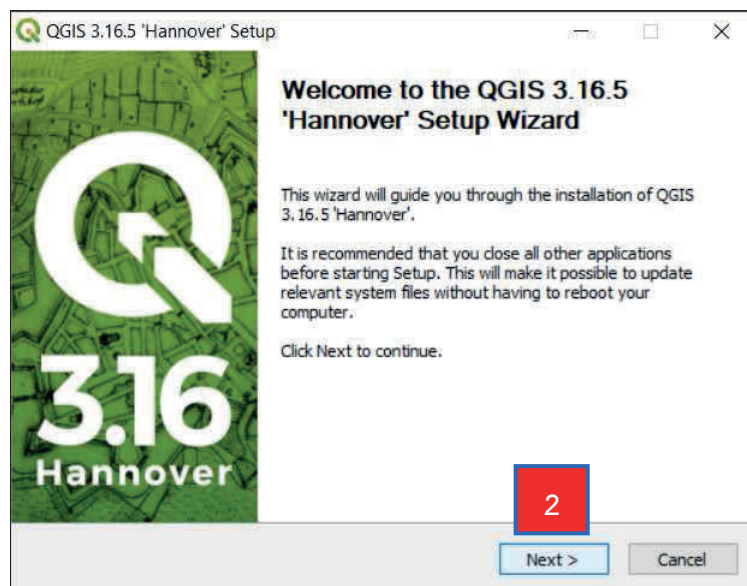 QGIS 3.16.5 'Hannover' Setup
Welcome to the QGIS 3.16.5
'Hannover' Setup Wizard
This wizard will guide you through the installation of QGIS
3.16.5 'Hannover'.
It is recommended that you close all other applications
before starting Setup. This will make it possible to update
relevant system files without having to reboot your
computer.
Click Next to continue.
3.16
Hannover
2
Next >
Cancel